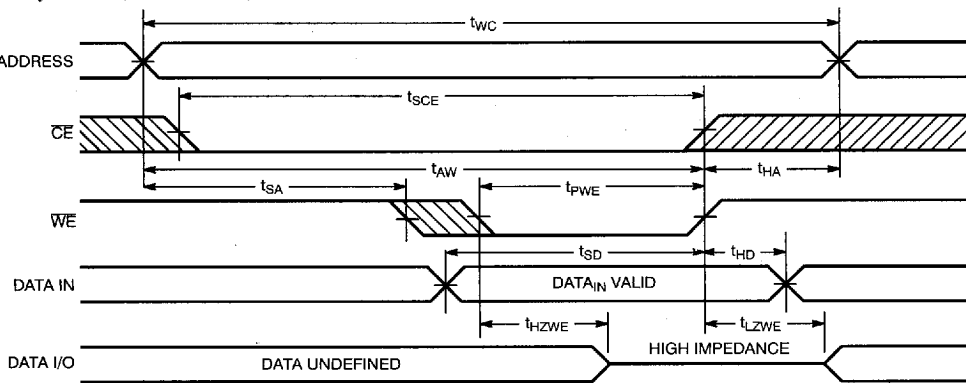 tWC
ADDRESS
tSCE
CE
tAW
tHA
tSA
tPWE
WE
tSD
tHD
DATA IN
DATAIN VALID
tHZWE
tLZWE
HIGH IMPEDANCE
DATA I/O
DATA UNDEFINED